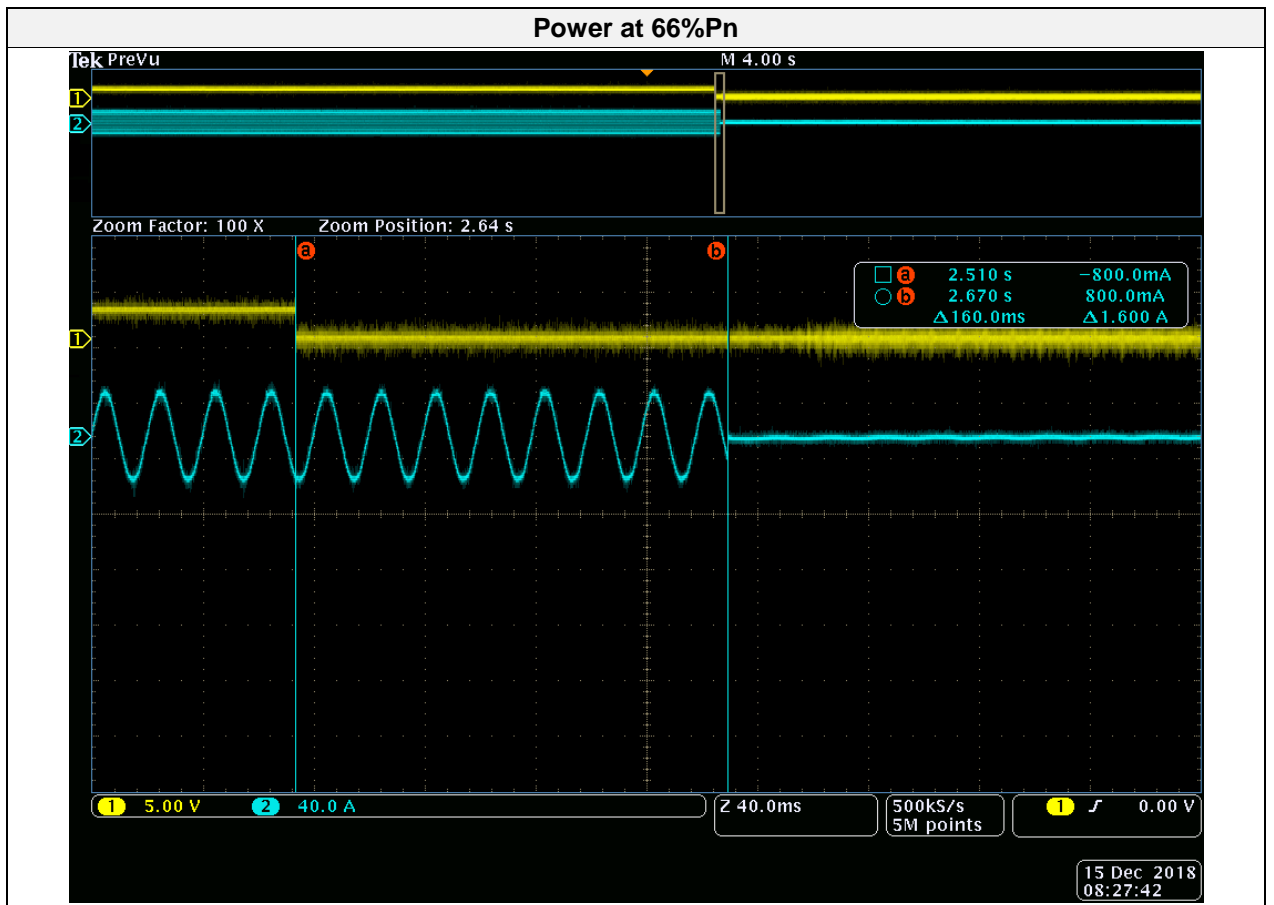 Power at 66%Pn
Tek PreVu M 4.00 s
1
2
Zoom Factor: 100 X Zoom Position: 2.64 s
a b
a 2.510 s −800.0mA
b 2.670 s 800.0mA
Δ160.0ms Δ1.600 A
1
2
1 5.00 V 2 40.0 A Z 40.0ms 500kS/s 1 0.00 V
5M points
15 Dec 2018
08:27:42